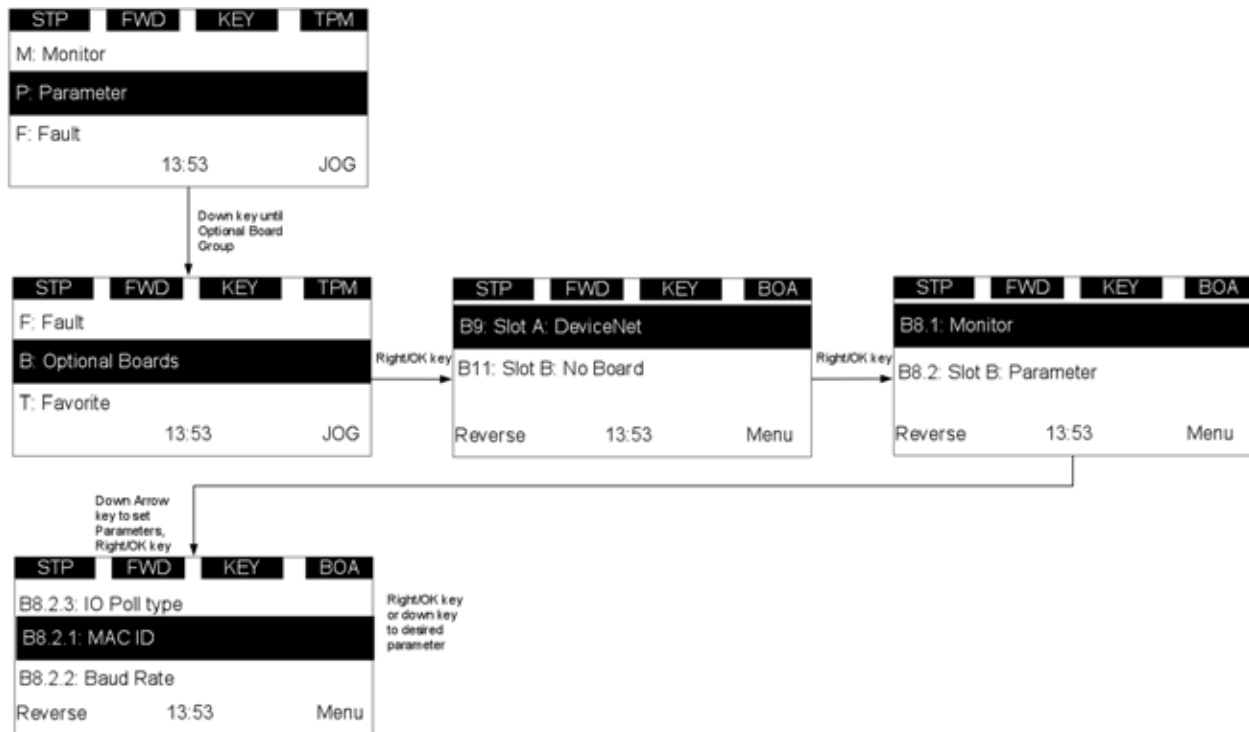 STP FWD KEY TPM
M: Monitor
P: Parameter
F: Fault
13:53 JOG
Down key until
Optional Board
Group
STP FWD KEY TPM
F: Fault
B: Optional Boards
T: Favorite
13:53 JOG
Right/OK key
STP FWD KEY BOA
B9: Slot A: DeviceNet
B11: Slot B: No Board
Reverse 13:53 Menu
Right/OK key
STP FWD KEY BOA
B8.1: Monitor
B8.2: Slot B: Parameter
Reverse 13:53 Menu
Down Arrow
key to set
Parameters,
Right/OK key
STP FWD KEY BOA
B8.2.3: IO Poll type
B8.2.1: MAC ID
B8.2.2: Baud Rate
Reverse 13:53 Menu
Right/OK key
or down key
to desired
parameter